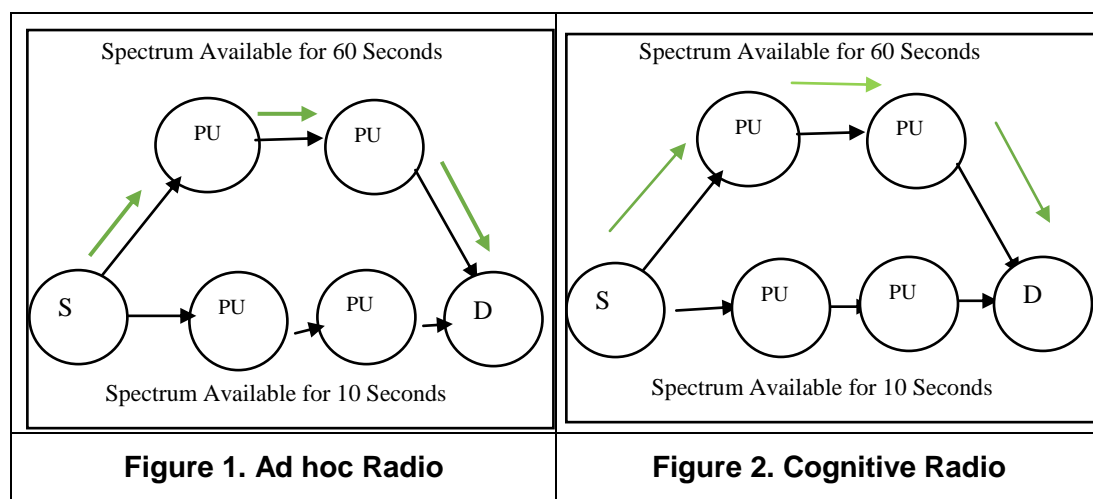 Spectrum Available for 60 Seconds
PU
PU
S
PU
PU
D
Spectrum Available for 10 Seconds
Figure 1. Ad hoc Radio
Spectrum Available for 60 Seconds
PU
PU
S
PU
PU
D
Spectrum Available for 10 Seconds
Figure 2. Cognitive Radio